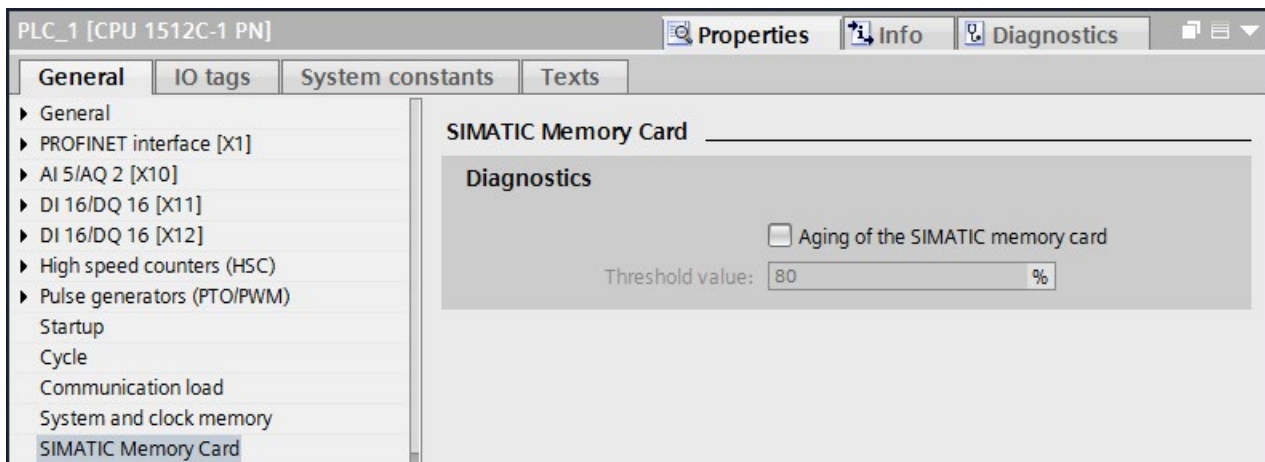 PLC_1 [CPU 1512C-1 PN]
Properties
Info
Diagnostics
General
IO tags
System constants
Texts
General
PROFINET interface [X1]
AI 5/AQ 2 [X10]
DI 16/DQ 16 [X11]
DI 16/DQ 16 [X12]
High speed counters (HSC)
Pulse generators (PTO/PWM)
Startup
Cycle
Communication load
System and clock memory
SIMATIC Memory Card
SIMATIC Memory Card
Diagnostics
Aging of the SIMATIC memory card
Threshold value: 80 %